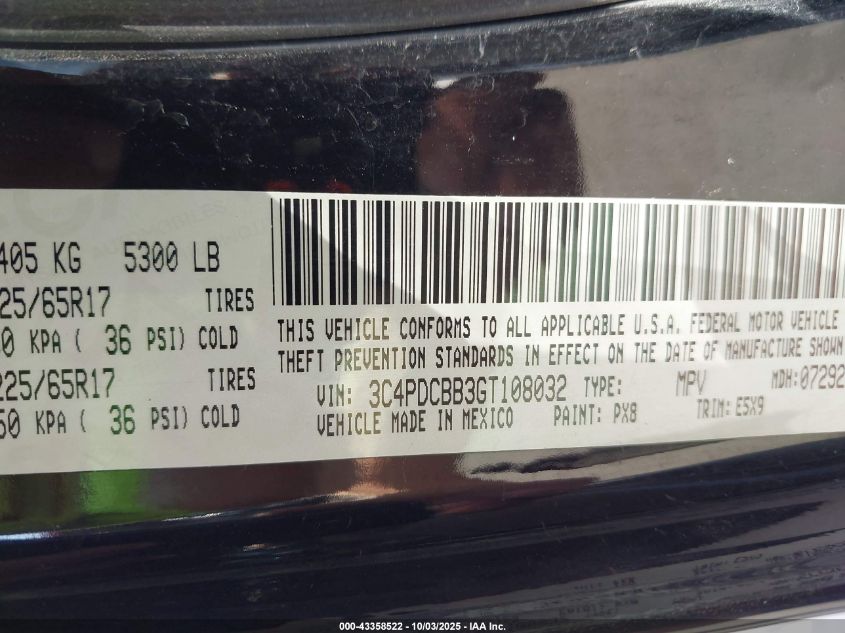 405 KG 5300 LB
25/65R17 TIRES
0 KPA ( 36 PSI) COLD
225/65R17 TIRES
50 KPA ( 36 PSI) COLD
THIS VEHICLE CONFORMS TO ALL APPLICABLE U.S.A. FEDERAL MOTOR VEHICLE
THEFT PREVENTION STANDARDS IN EFFECT ON THE DATE OF MANUFACTURE SHOWN
VIN: 3C4PDCBB3GT108032 TYPE: MPV MDH:07292
VEHICLE MADE IN MEXICO PAINT: PX8 TRIM: E5X9
000-43358522 - 10/03/2025 - IAA Inc.